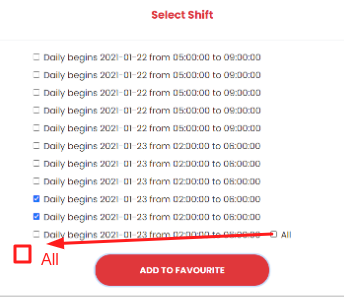 Select Shift
Daily begins 2021-01-22 from 05:00:00 to 09:00:00
Daily begins 2021-01-22 from 05:00:00 to 09:00:00
Daily begins 2021-01-22 from 05:00:00 to 09:00:00
Daily begins 2021-01-22 from 05:00:00 to 09:00:00
Daily begins 2021-01-22 from 05:00:00 to 09:00:00
Daily begins 2021-01-23 from 02:00:00 to 06:00:00
Daily begins 2021-01-23 from 02:00:00 to 06:00:00
Daily begins 2021-01-23 from 02:00:00 to 06:00:00
Daily begins 2021-01-23 from 02:00:00 to 06:00:00
Daily begins 2021-01-23 from 02:00:00 to 06:00:00
Daily begins 2021-01-23 from 02:00:00 to 06:00:00 All
All
ADD TO FAVOURITE